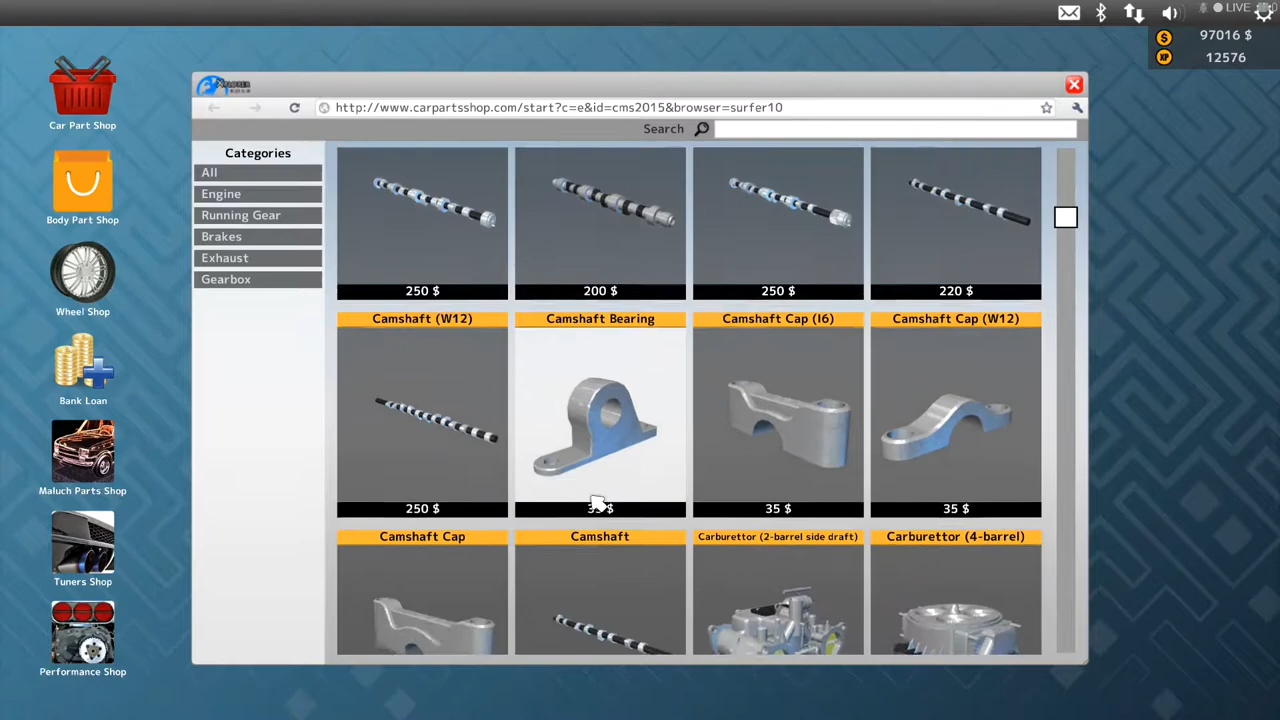 LIVE
97016 $
XP
12576
Car Part Shop
Body Part Shop
Wheel Shop
Bank Loan
Maluch Parts Shop
Tuners Shop
Performance Shop
http://www.carpartsshop.com/start?c=e&id=cms2015&browser=surfer10
Search
Categories
All
Engine
Running Gear
Brakes
Exhaust
Gearbox
250 $
200 $
250 $
220 $
Camshaft (W12)
Camshaft Bearing
Camshaft Cap (I6)
Camshaft Cap (W12)
250 $
35 $
35 $
Camshaft Cap
Camshaft
Carburettor (2-barrel side draft)
Carburettor (4-barrel)